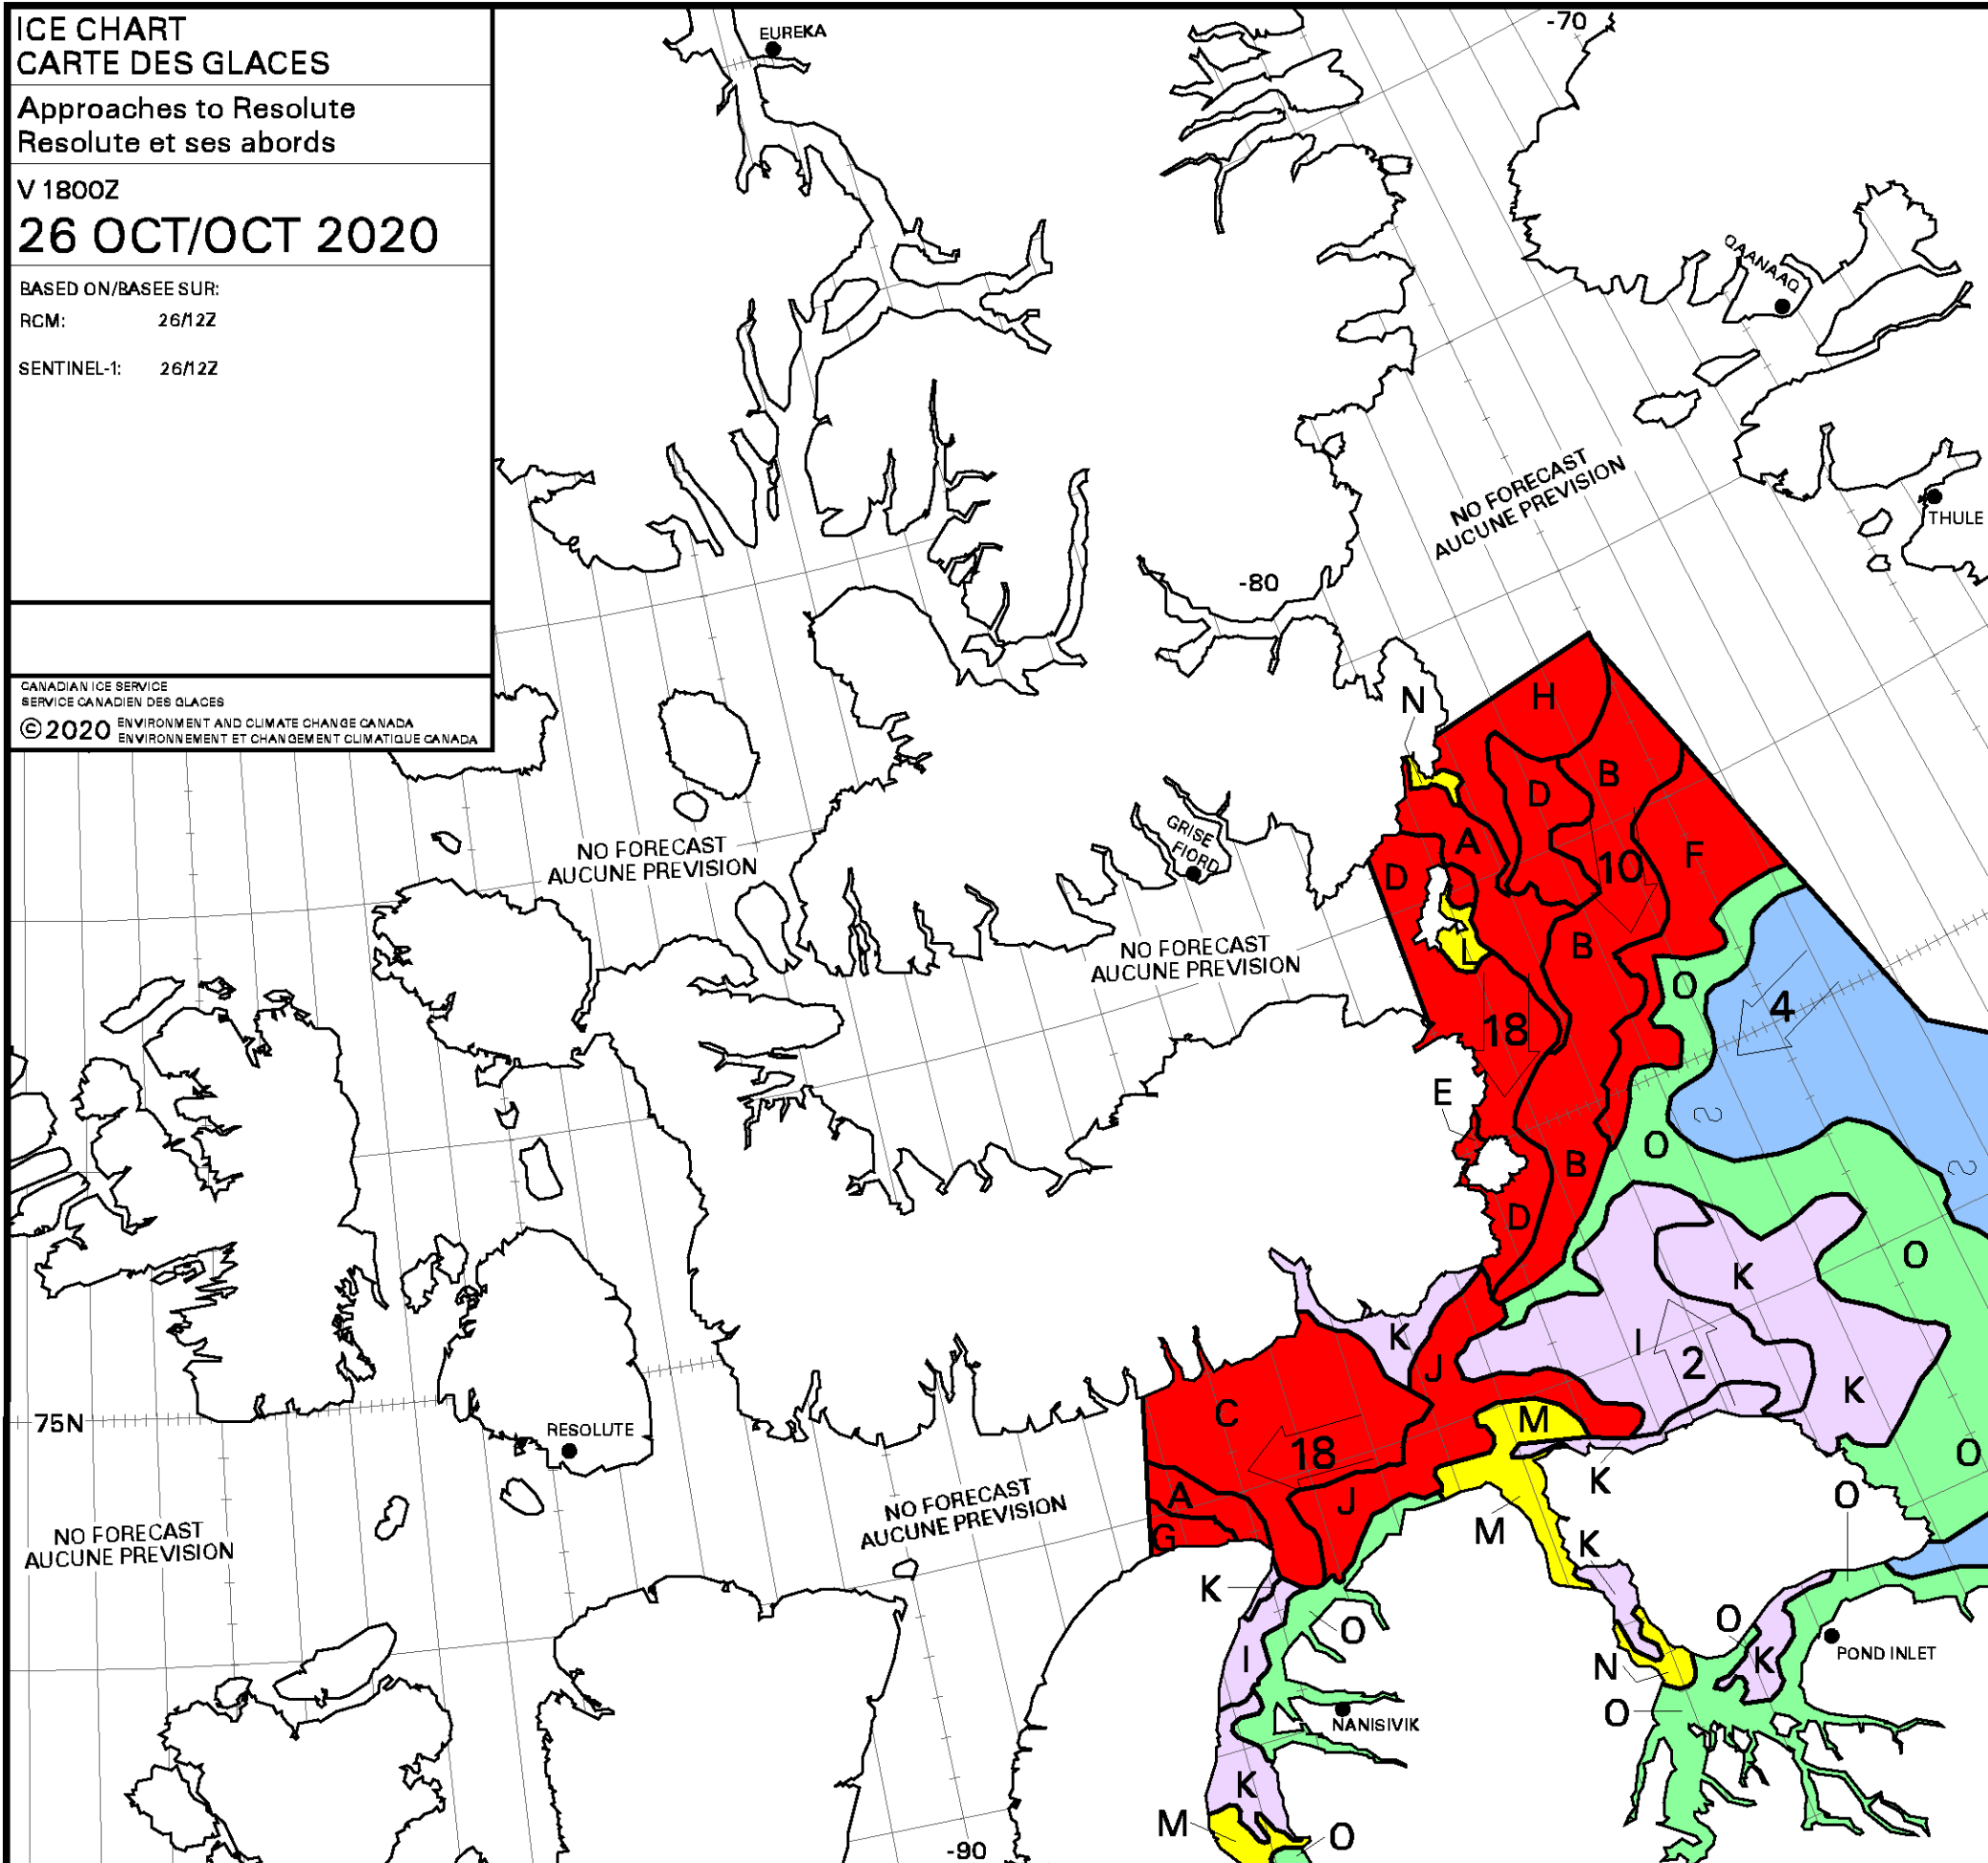 ICE CHART
CARTE DES GLACES
Approaches to Resolute
Resolute et ses abords
V 1800Z
26 OCT/OCT 2020
BASED ON/BASEE SUR:
RCM: 26/12Z
SENTINEL-1: 26/12Z
CANADIAN ICE SERVICE
SERVICE CANADIEN DES GLACES
© 2020 ENVIRONMENT AND CLIMATE CHANGE CANADA
ENVIRONNEMENT ET CHANGEMENT CLIMATIQUE CANADA
EUREKA
-70
QAANAAQ
NO FORECAST
AUCUNE PREVISION
THULE
-80
H
N
D
B
A
10
F
D
GRISE
FIORD
NO FORECAST
AUCUNE PREVISION
NO FORECAST
AUCUNE PREVISION
L
B
O
4
18
E
2
O
B
2
D
O
K
K
J
I
2
K
75N
RESOLUTE
C
M
18
O
K
NO FORECAST
AUCUNE PREVISION
A
J
O
M
G
NO FORECAST
AUCUNE PREVISION
K
K
O
O
POND INLET
I
K
N
O
NANISIVIK
K
M
O
-90